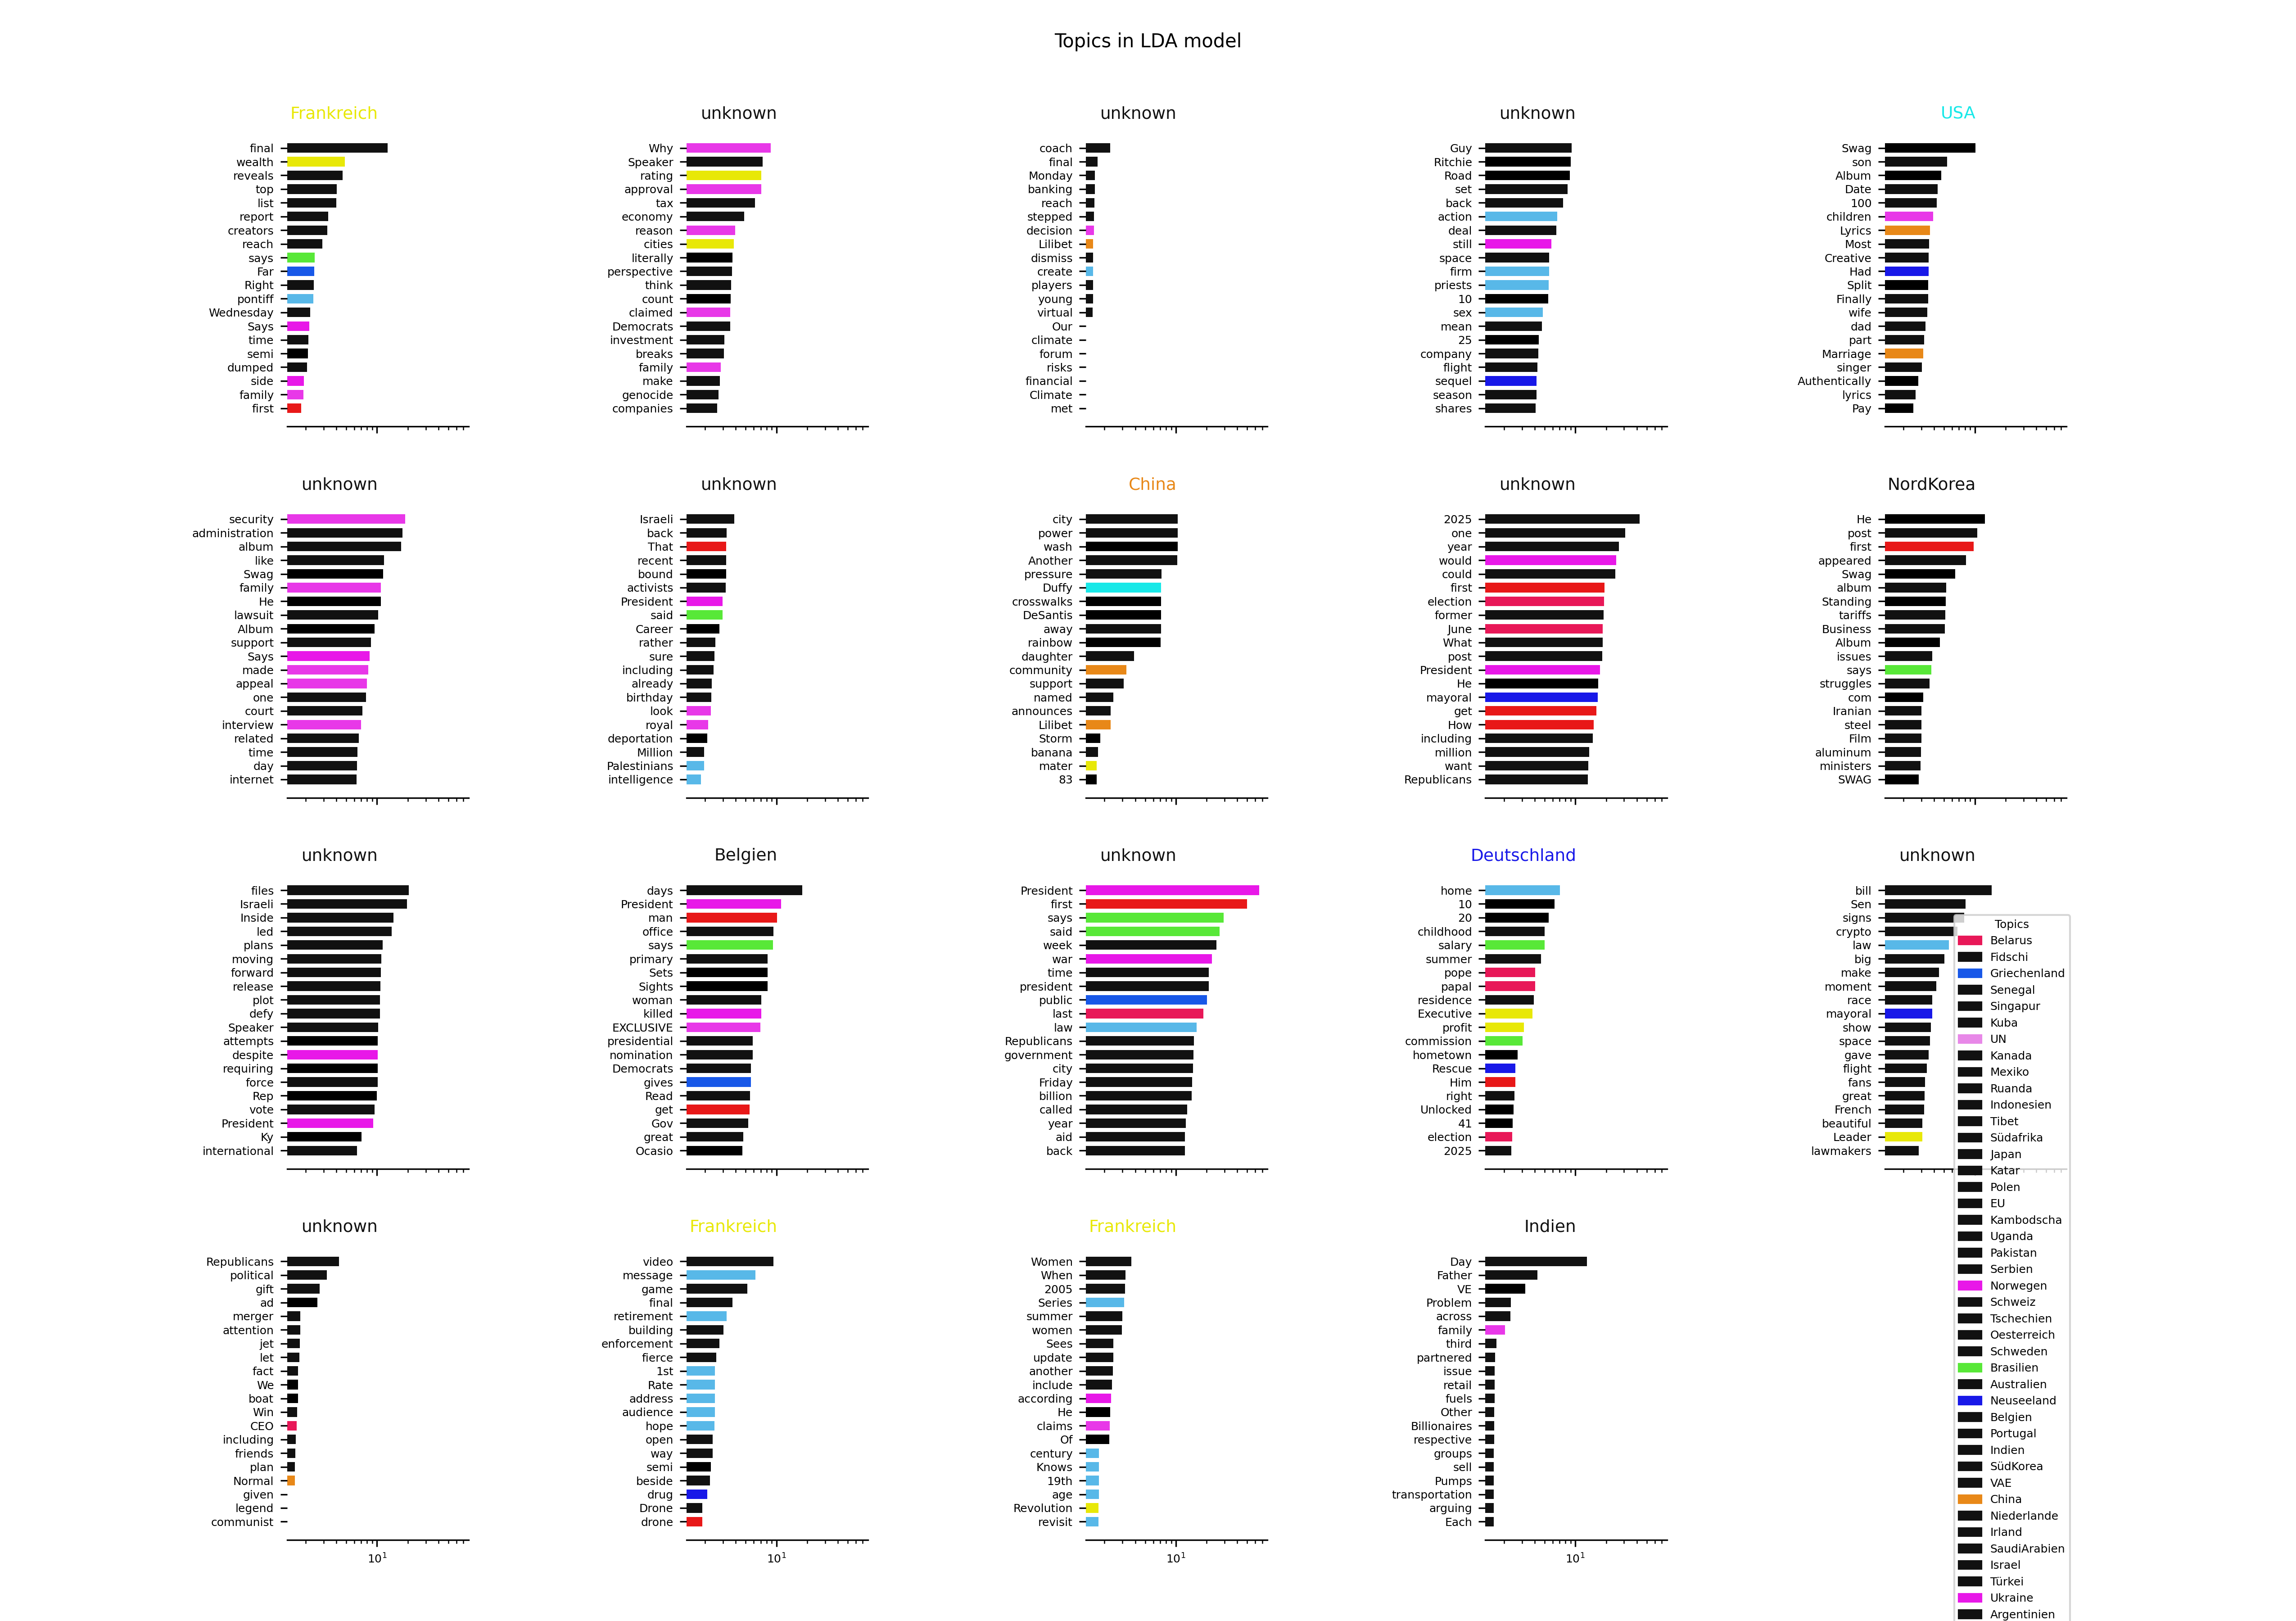 Topics in LDA model
Frankreich
final
wealth
reveals
top
list
report
creators
reach
says
Far
Right
pontiff
Wednesday
Says
time
semi
dumped
side
family
first
unknown
Why
Speaker
rating
approval
tax
economy
reason
cities
literally
perspective
think
count
claimed
Democrats
investment
breaks
family
make
genocide
companies
unknown
coach
final
Monday
banking
reach
stepped
decision
Lilibet
dismiss
create
players
young
virtual
Our
climate
forum
risks
financial
Climate
met
unknown
Guy
Ritchie
Road
set
back
action
deal
still
space
firm
priests
10
sex
mean
25
company
flight
sequel
season
shares
USA
Swag
son
Album
Date
100
children
Lyrics
Most
Creative
Had
Split
Finally
wife
dad
part
Marriage
singer
Authentically
lyrics
Pay
unknown
security
administration
album
like
Swag
family
He
lawsuit
Album
support
Says
made
appeal
one
court
interview
related
time
day
internet
unknown
Israeli
back
That
recent
bound
activists
President
said
Career
rather
sure
including
already
birthday
look
royal
deportation
Million
Palestinians
intelligence
China
city
power
wash
Another
pressure
Duffy
crosswalks
DeSantis
away
rainbow
daughter
community
support
named
announces
Lilibet
Storm
banana
mater
83
unknown
2025
one
year
would
could
first
election
former
June
What
post
President
He
mayoral
get
How
including
million
want
Republicans
NordKorea
He
post
first
appeared
Swag
album
Standing
tariffs
Business
Album
issues
says
struggles
com
Iranian
steel
Film
aluminum
ministers
SWAG
unknown
files
Israeli
Inside
led
plans
moving
forward
release
plot
defy
Speaker
attempts
despite
requiring
force
Rep
vote
President
Ky
international
Belgien
days
President
man
office
says
primary
Sets
Sights
woman
killed
EXCLUSIVE
presidential
nomination
Democrats
gives
Read
get
Gov
great
Ocasio
unknown
President
first
says
said
week
war
time
president
public
last
law
Republicans
government
city
Friday
billion
called
year
aid
back
Deutschland
home
10
20
childhood
salary
summer
pope
papal
residence
Executive
profit
commission
hometown
Rescue
Him
right
Unlocked
41
election
2025
unknown
bill
Sen
signs
crypto
law
big
make
moment
race
mayoral
show
space
gave
flight
fans
great
French
beautiful
Leader
lawmakers
unknown
Republicans
political
gift
ad
merger
attention
jet
let
fact
We
boat
Win
CEO
including
friends
plan
Normal
given
legend
communist
10¹
Frankreich
video
message
game
final
retirement
building
enforcement
fierce
1st
Rate
address
audience
hope
open
way
semi
beside
drug
Drone
drone
10¹
Frankreich
Women
When
2005
Series
summer
women
Sees
update
another
include
according
He
claims
Of
century
Knows
19th
age
Revolution
revisit
10¹
Indien
Day
Father
VE
Problem
across
family
third
partnered
issue
retail
fuels
Other
Billionaires
respective
groups
sell
Pumps
transportation
arguing
Each
10¹
Topics
Belarus
Fidschi
Griechenland
Senegal
Singapur
Kuba
UN
Kanada
Mexiko
Ruanda
Indonesien
Tibet
Südafrika
Japan
Katar
Polen
EU
Kambodscha
Uganda
Pakistan
Serbien
Norwegen
Schweiz
Tschechien
Oesterreich
Schweden
Brasilien
Australien
Neuseeland
Belgien
Portugal
Indien
SüdKorea
VAE
China
Niederlande
Irland
SaudiArabien
Israel
Türkei
Ukraine
Argentinien